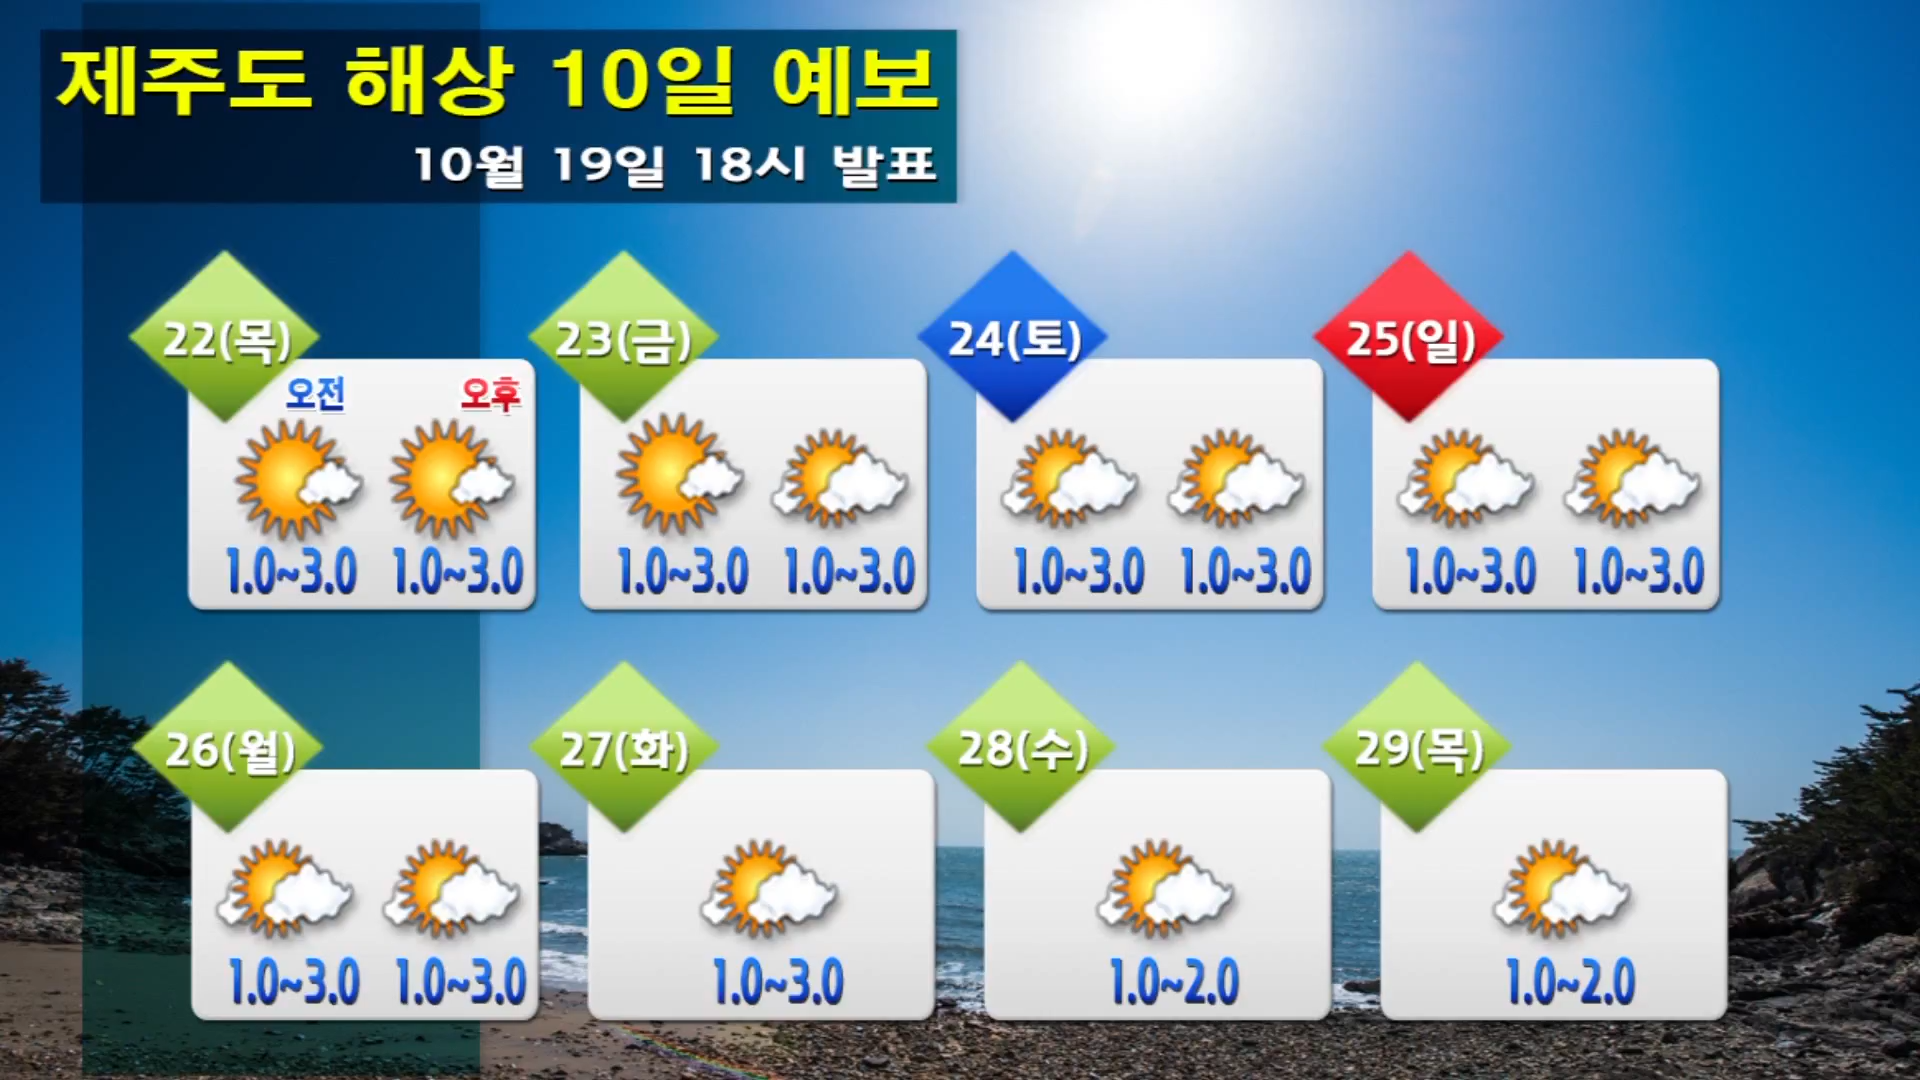 제주도 해상 10일 예보
10월 19일 18시 발표
22(목) 23(금) 24(토) 25(일)
오전 오후
1.0~3.0 1.0~3.0 1.0~3.0 1.0~3.0 1.0~3.0 1.0~3.0 1.0~3.0 1.0~3.0
26(월) 27(화) 28(수) 29(목)
1.0~3.0 1.0~3.0 1.0~3.0 1.0~2.0 1.0~2.0